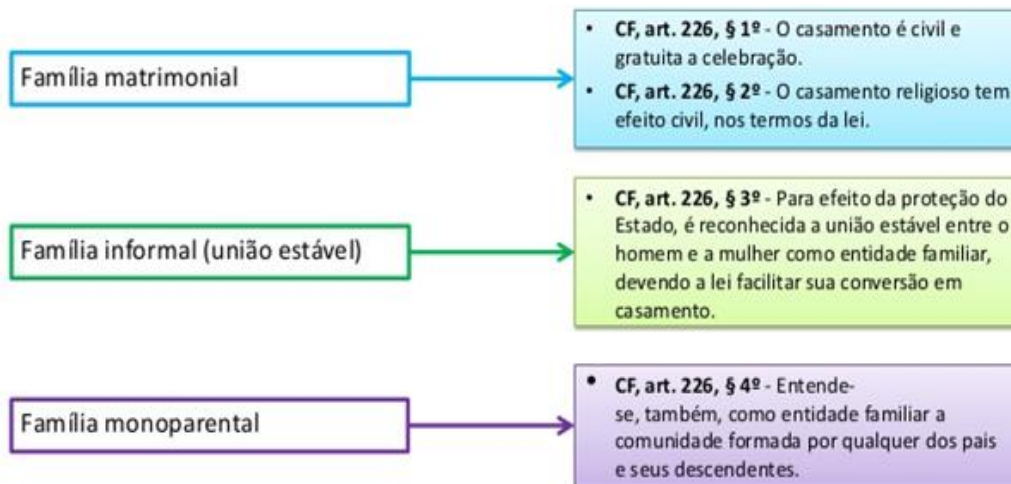 Família matrimonial
• CF, art. 226, § 1º - O casamento é civil e
gratuita a celebração.
• CF, art. 226, § 2º - O casamento religioso tem
efeito civil, nos termos da lei.
Família informal (união estável)
• CF, art. 226, § 3º - Para efeito da proteção do
Estado, é reconhecida a união estável entre o
homem e a mulher como entidade familiar,
devendo a lei facilitar sua conversão em
casamento.
Família monoparental
• CF, art. 226, § 4º - Entende-
se, também, como entidade familiar a
comunidade formada por qualquer dos pais
e seus descendentes.